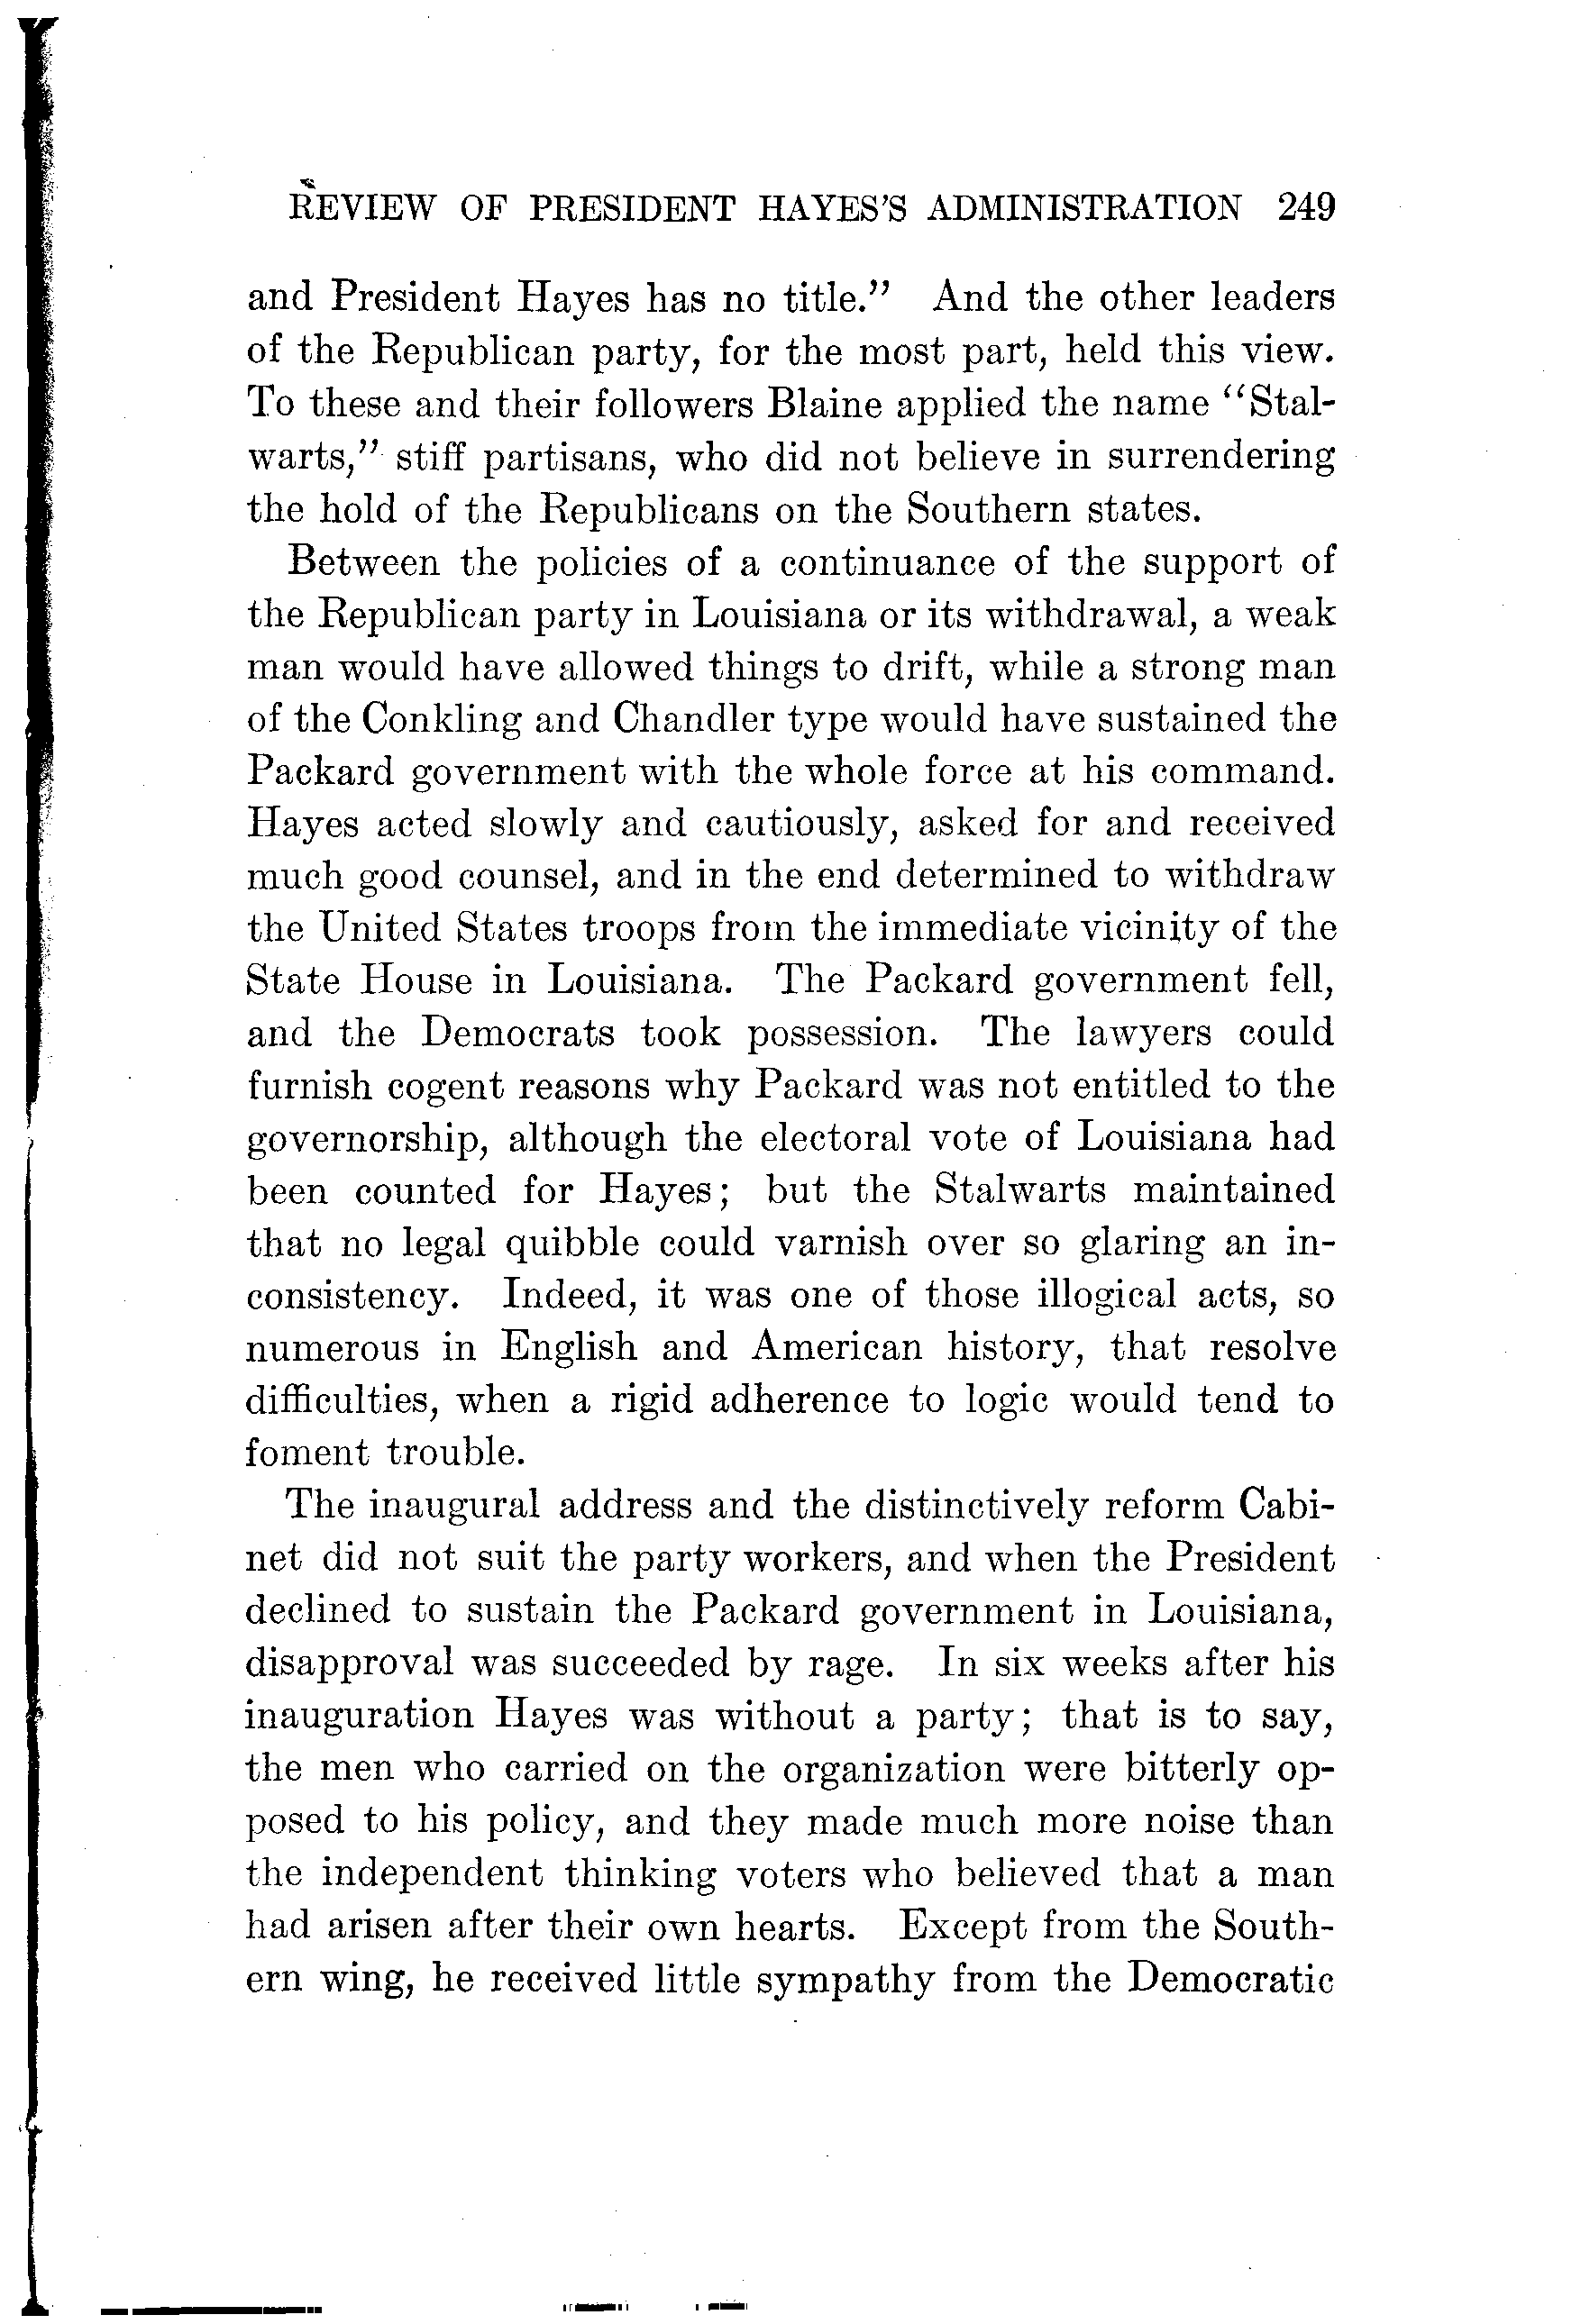 REVIEW OF PRESIDENT HAYES'S ADMINISTRATION 249
and President Hayes has no title." And the other leaders
of the Republican party, for the most part, held this view.
To these and their followers Blaine applied the name "Stal-
warts," stiff partisans, who did not believe in surrendering
the hold of the Republicans on the Southern states.
Between the policies of a continuance of the support of
the Republican party in Louisiana or its withdrawal, a weak
man would have allowed things to drift, while a strong man
of the Conkling and Chandler type would have sustained the
Packard government with the whole force at his command.
Hayes acted slowly and cautiously, asked for and received
much good counsel, and in the end determined to withdraw
the United States troops from the immediate vicinity of the
State House in Louisiana. The Packard government fell,
and the Democrats took possession. The lawyers could
furnish cogent reasons why Packard was not entitled to the
governorship, although the electoral vote of Louisiana had
been counted for Hayes; but the Stalwarts maintained
that no legal quibble could varnish over so glaring an in-
consistency. Indeed, it was one of those illogical acts, so
numerous in English and American history, that resolve
difficulties, when a rigid adherence to logic would tend to
foment trouble.
The inaugural address and the distinctively reform Cabi-
net did not suit the party workers, and when the President
declined to sustain the Packard government in Louisiana,
disapproval was succeeded by rage. In six weeks after his
inauguration Hayes was without a party; that is to say,
the men who carried on the organization were bitterly op-
posed to his policy, and they made much more noise than
the independent thinking voters who believed that a man
had arisen after their own hearts. Except from the South-
ern wing, he received little sympathy from the Democratic